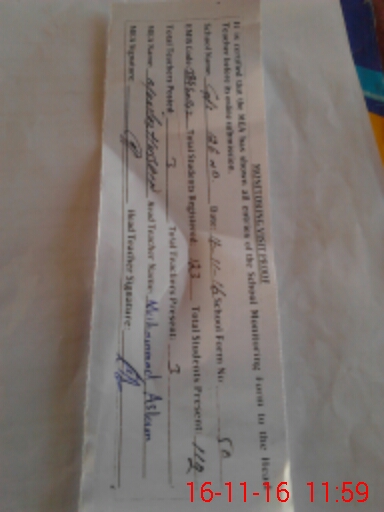 MONITORING VISIT PROOF
It is certified that the MEA has shown all entries of the School Monitoring Form to the Head
Teacher before its online submission.
School Name: Date: School Form No: 50
EMIS Code: Total Students Registered: 123 Total Students Present: 112
Total Teachers Posted: 3 Total Teachers Present: 3
MEA Name: Head Teacher Name: Muhammad Aslam
MEA Signature: Head Teacher Signature:
16-11-16 11:59